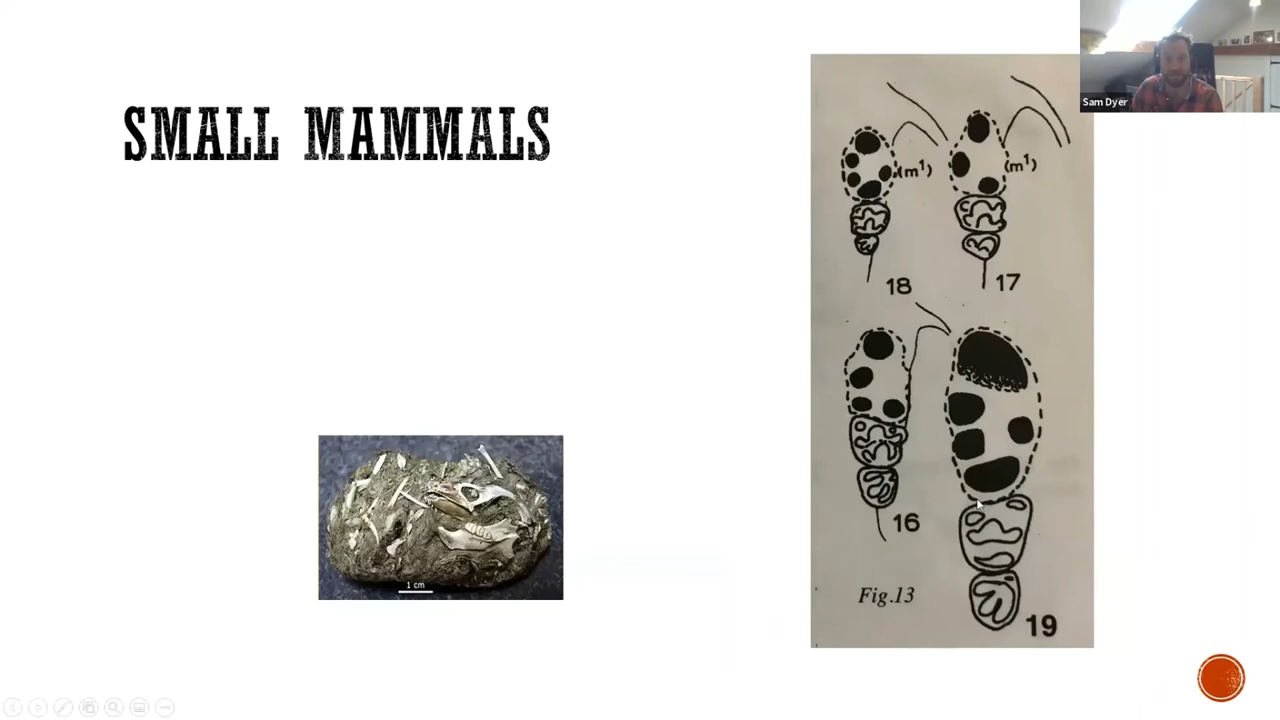 SMALL MAMMALS
Sam Dyer
(m¹)
(m¹)
18
17
16
Fig.13
19
1 cm